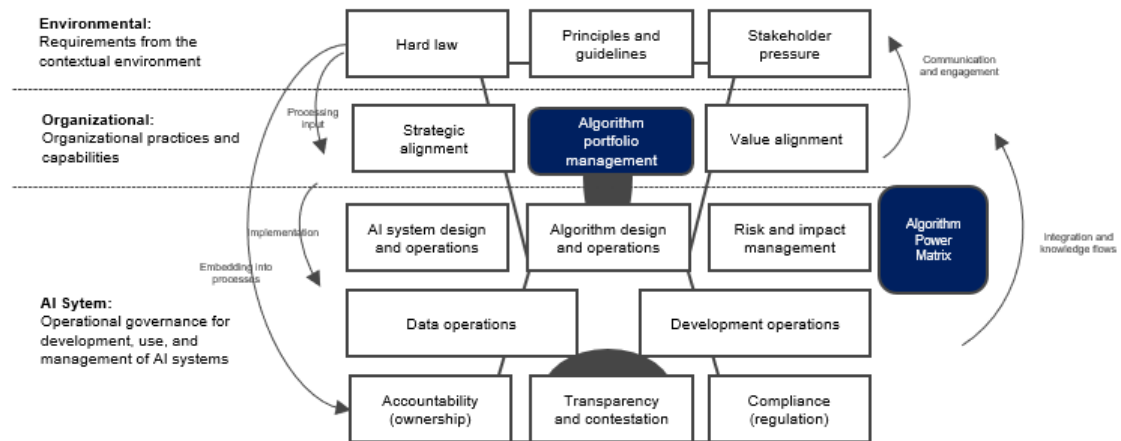 Environmental:
Requirements from the
contextual environment
Hard law
Principles and
guidelines
Stakeholder
pressure
Communication
and engagement
Organizational:
Organizational practices and
capabilities
Processing
input
Strategic
alignment
Algorithm
portfolio
management
Value alignment
Implementation
AI system design
and operations
Algorithm design
and operations
Risk and impact
management
Algorithm
Power
Matrix
Integration and
knowledge flows
Embedding into
processes
AI Sytem:
Operational governance for
development, use, and
management of AI systems
Data operations
Development operations
Accountability
(ownership)
Transparency
and contestation
Compliance
(regulation)